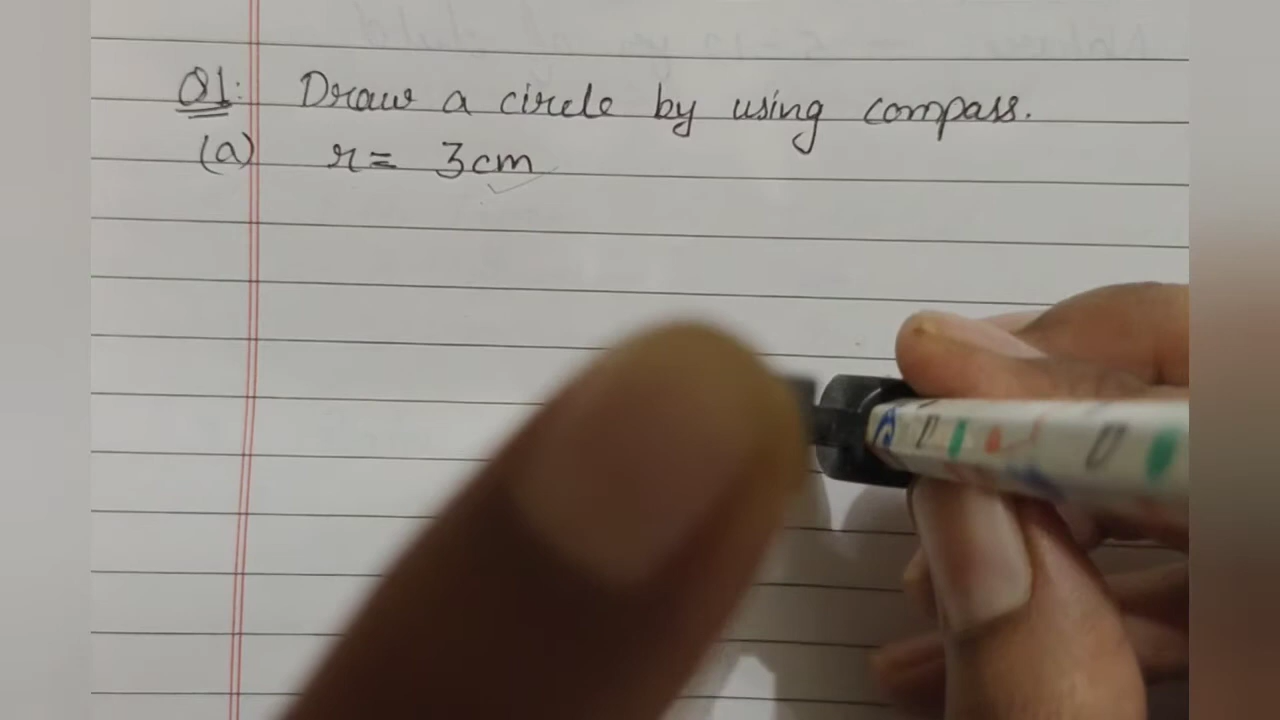 Q1: Draw a circle by using compass.
(a) r = 3cm